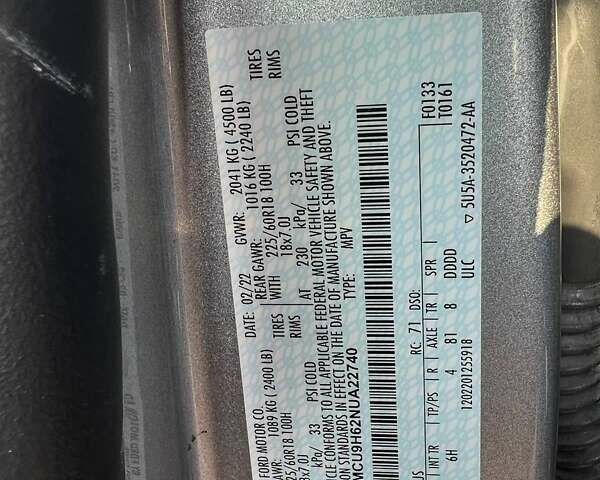 FORD MOTOR CO. DATE: 02/22 GVWR: 2041 KG ( 4500 LB)
1089 KG ( 2400 LB) REAR GAWR: 1016 KG ( 2240 LB)
225/60R18 100H TIRES WITH 225/60R18 100H TIRES
18x7.0J RIMS 18x7.0J RIMS
KPA/ 33 PSI COLD AT 230 kPa/ 33 PSI COLD
VEHICLE CONFORMS TO ALL APPLICABLE FEDERAL MOTOR VEHICLE SAFETY AND THEFT
STANDARDS IN EFFECT ON THE DATE OF MANUFACTURE SHOWN ABOVE.
MCU9H62NUA22740 TYPE: MPV
F0133
T0161
US RC: 71 DSO:
INT TR TP/PS R AXLE TR SPR
6H 4 81 8 DDDD
1202201255918 ULC
▽ 5U5A-3520472-AA